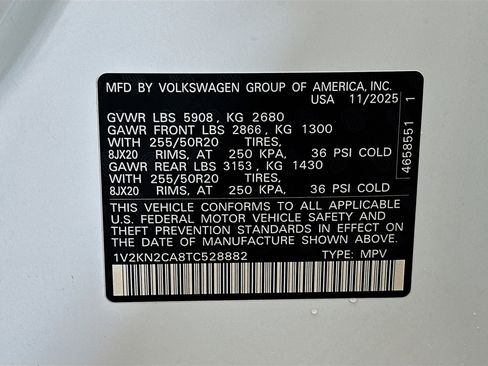 MFD BY VOLKSWAGEN GROUP OF AMERICA, INC.
USA 11/2025
GVWR LBS 5908, KG 2680
GAWR FRONT LBS 2866, KG 1300
WITH 255/50R20 TIRES,
8JX20 RIMS, AT 250 KPA, 36 PSI COLD
GAWR REAR LBS 3153, KG 1430
WITH 255/50R20 TIRES,
8JX20 RIMS, AT 250 KPA, 36 PSI COLD
THIS VEHICLE CONFORMS TO ALL APPLICABLE
U.S. FEDERAL MOTOR VEHICLE SAFETY AND
THEFT PREVENTION STANDARDS IN EFFECT ON
THE DATE OF MANUFACTURE SHOWN ABOVE.
1V2KN2CA8TC528882 TYPE: MPV
4658551 1